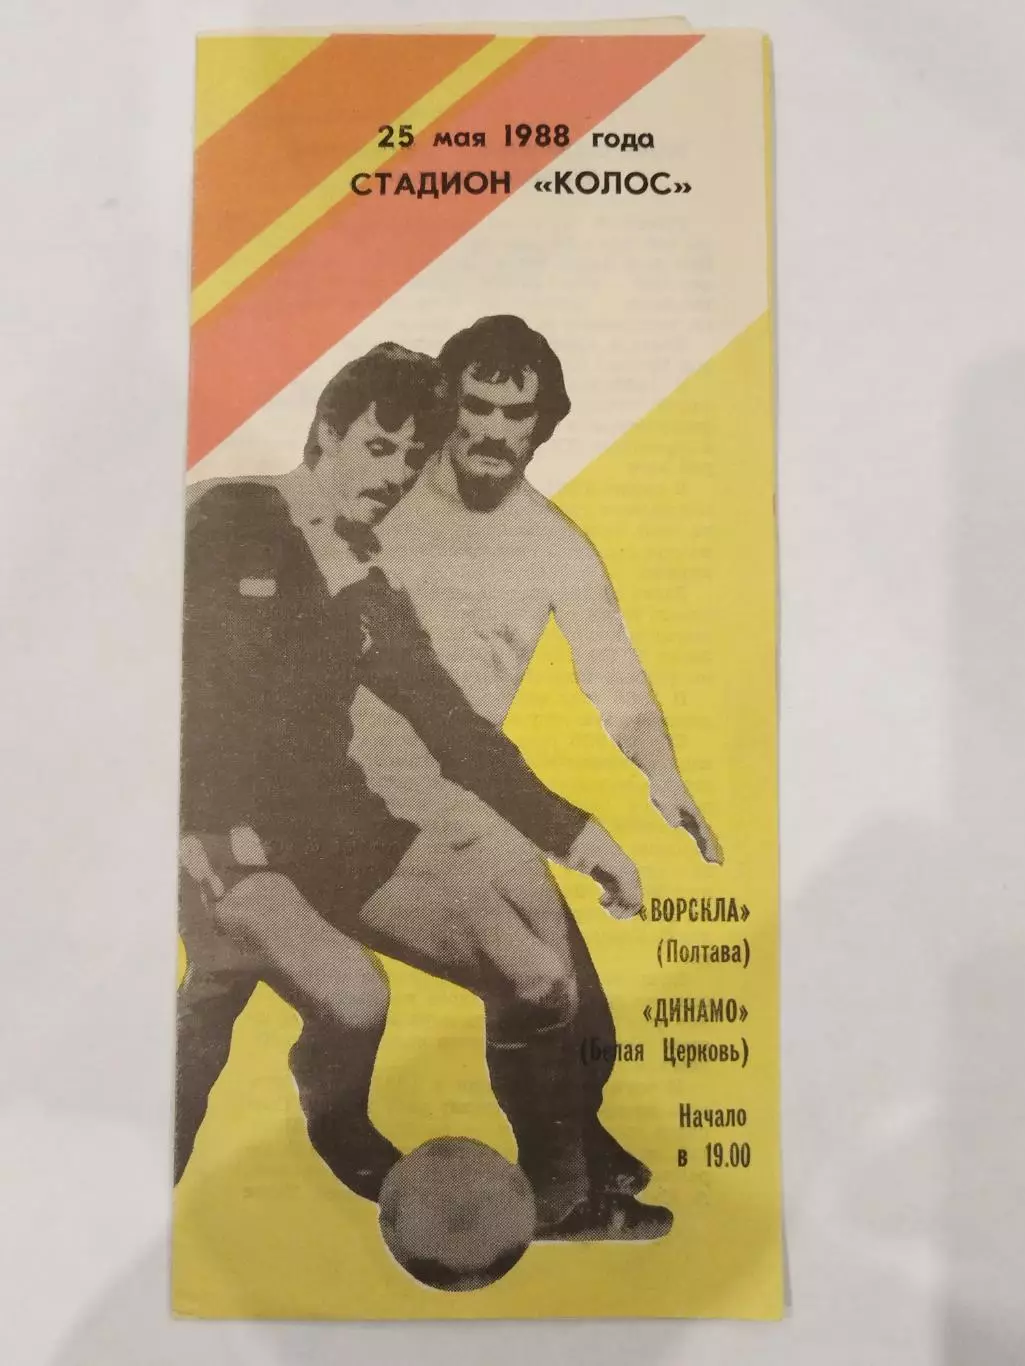 25 мая 1988 года
СТАДИОН «КОЛОС»
«ВОРСКЛА»
(Полтава)
«ДИНАМО»
(Белая Церковь)
Начало
в 19.00